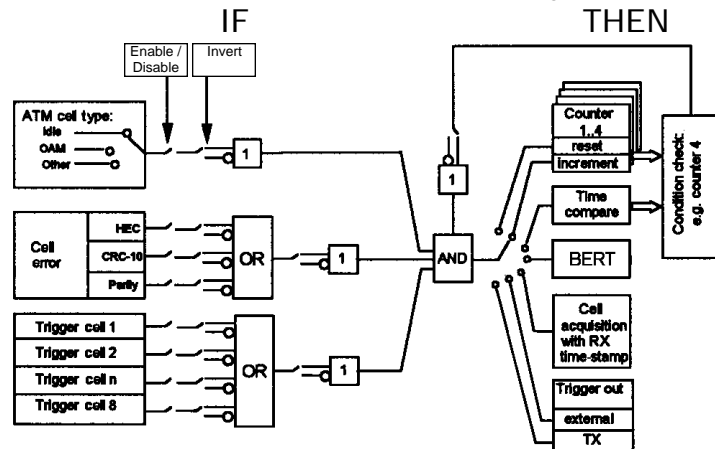 IF
THEN
Enable /
Disable
Invert
ATM cell type:
Idle
OAM
Other
1
1
Counter
1..4
reset
increment
Condition check:
e.g. counter 4
Time
compare
Cell
error
HEC
CRC-10
Parity
OR
1
AND
BERT
Cell
acquisition
with RX
time-stamp
Trigger cell 1
Trigger cell 2
Trigger cell n
Trigger cell 8
OR
1
Trigger out
external
TX